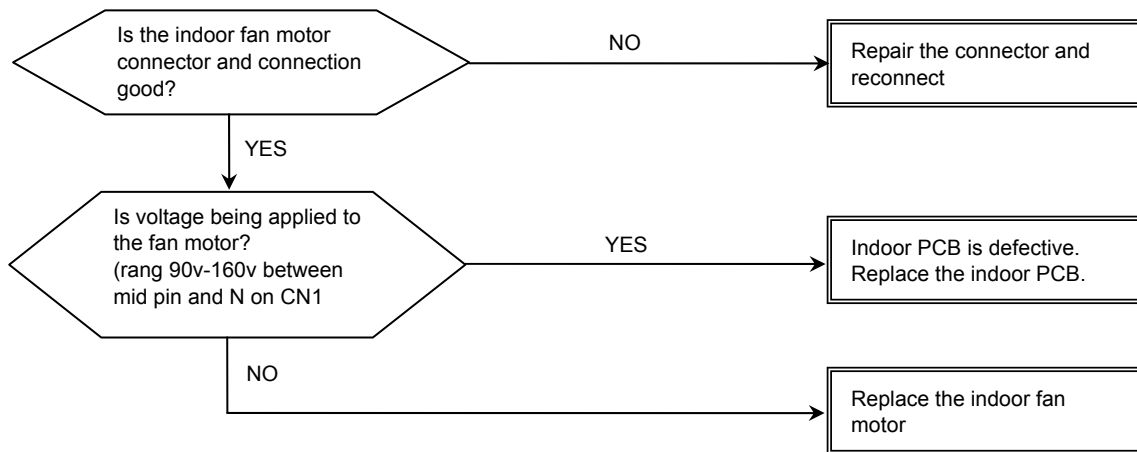 Is the indoor fan motor
connector and connection
good?
NO
Repair the connector and
reconnect
YES
Is voltage being applied to
the fan motor?
(rang 90v-160v between
mid pin and N on CN1
YES
Indoor PCB is defective.
Replace the indoor PCB.
NO
Replace the indoor fan
motor